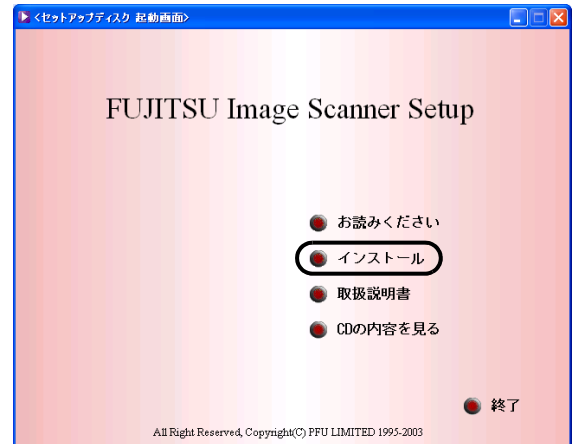 <セットアップディスク 起動画面>
FUJITSU Image Scanner Setup
お読みください
インストール
取扱説明書
CDの内容を見る
終了
All Right Reserved, Copyright(C) PFU LIMITED 1995-2003